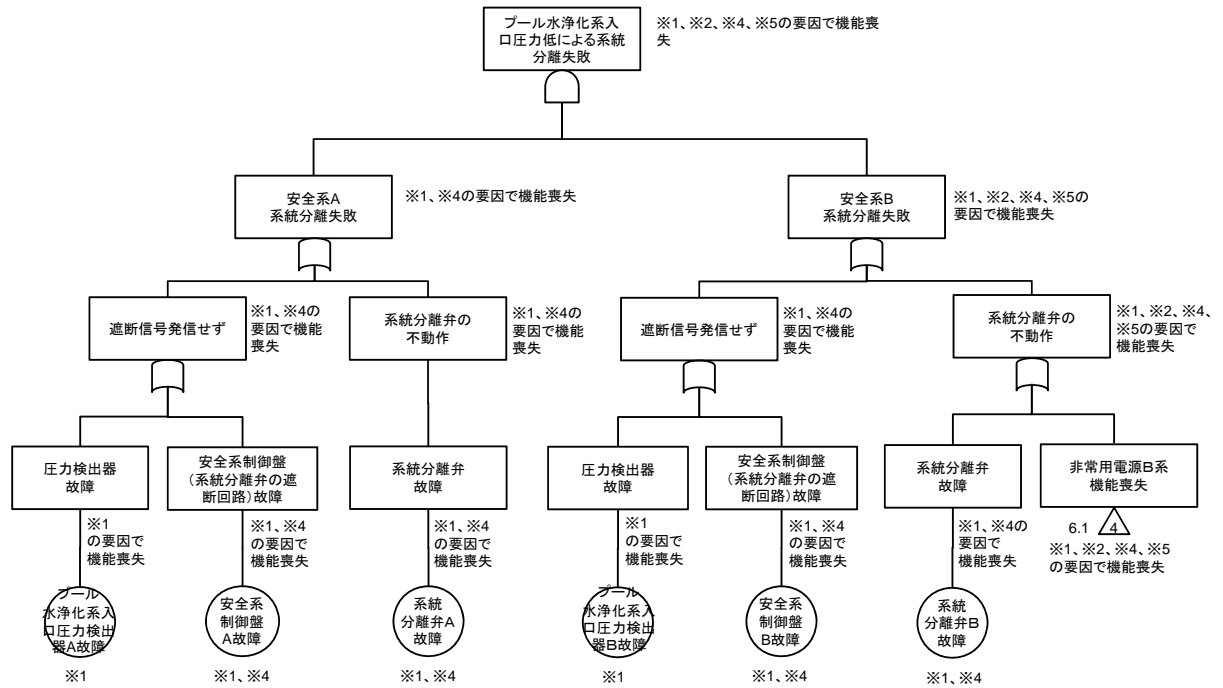 プール水浄化系入
口圧力低による系統
分離失敗
※1、※2、※4、※5の要因で機能喪
失
安全系A
系統分離失敗
※1、※4の要因で機能喪失
安全系B
系統分離失敗
※1、※2、※4、※5の
要因で機能喪失
遮断信号発信せず
※1、※4の
要因で機能
喪失
系統分離弁の
不動作
※1、※4の
要因で機能
喪失
遮断信号発信せず
※1、※4の
要因で機能
喪失
系統分離弁の
不動作
※1、※2、※4、
※5の要因で
機能喪失
圧力検出器
故障
安全系制御盤
（系統分離弁の遮
断回路）故障
系統分離弁
故障
圧力検出器
故障
安全系制御盤
（系統分離弁の遮
断回路）故障
系統分離弁
故障
非常用電源B系
機能喪失
※1
の要因で
機能喪失
※1、※4
の要因で
機能喪失
※1、※4
の要因で
機能喪失
※1
の要因で
機能喪失
※1、※4
の要因で
機能喪失
※1、※4の
要因で
機能喪失
6.1 4
※1、※2、※4、※5
の要因で機能喪失
プール
水浄化系入
口圧力検出
器A故障
安全系
制御盤
A故障
系統
分離弁A
故障
プール
水浄化系入
口圧力検出
器B故障
安全系
制御盤
B故障
系統
分離弁B
故障
※1
※1、※4
※1、※4
※1
※1、※4
※1、※4